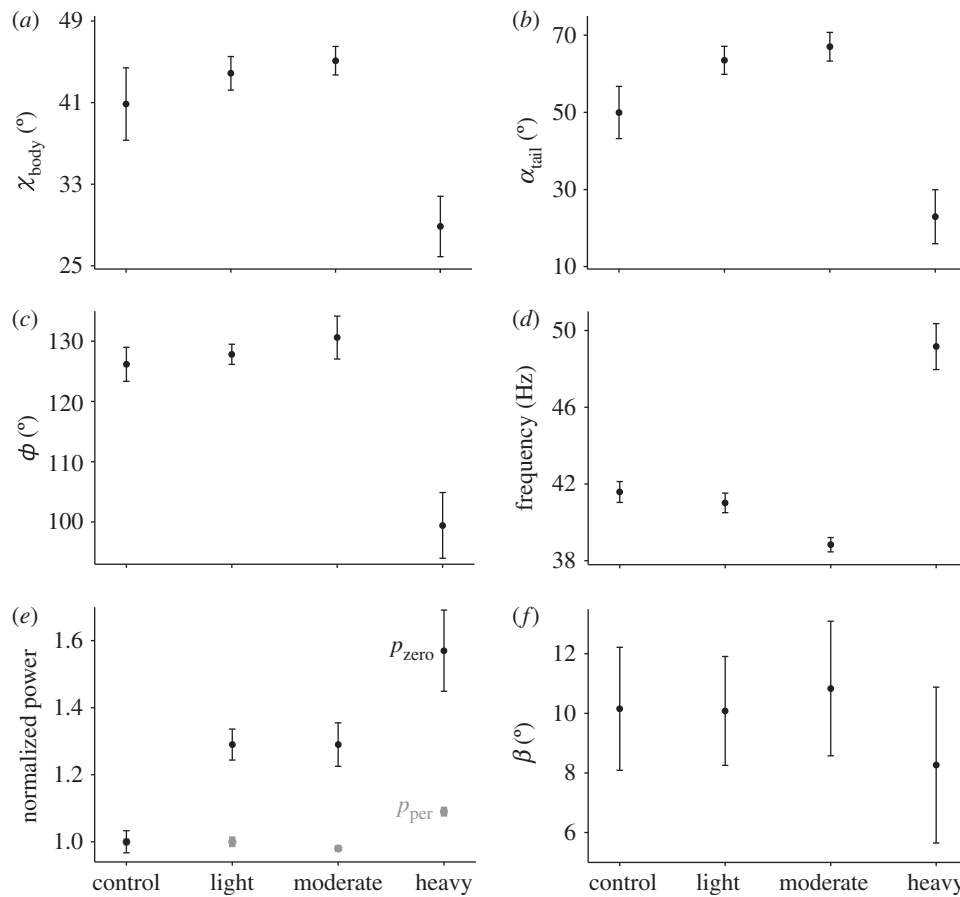 (a)
49
41
33
25
χbody (º)
(b)
70
50
30
10
αtail (º)
(c)
130
120
110
100
ϕ (º)
(d)
50
46
42
38
frequency (Hz)
(e)
1.6
1.4
1.2
1.0
normalized power
pzero
pper
control light moderate heavy
(f)
12
10
8
6
β (º)
control light moderate heavy